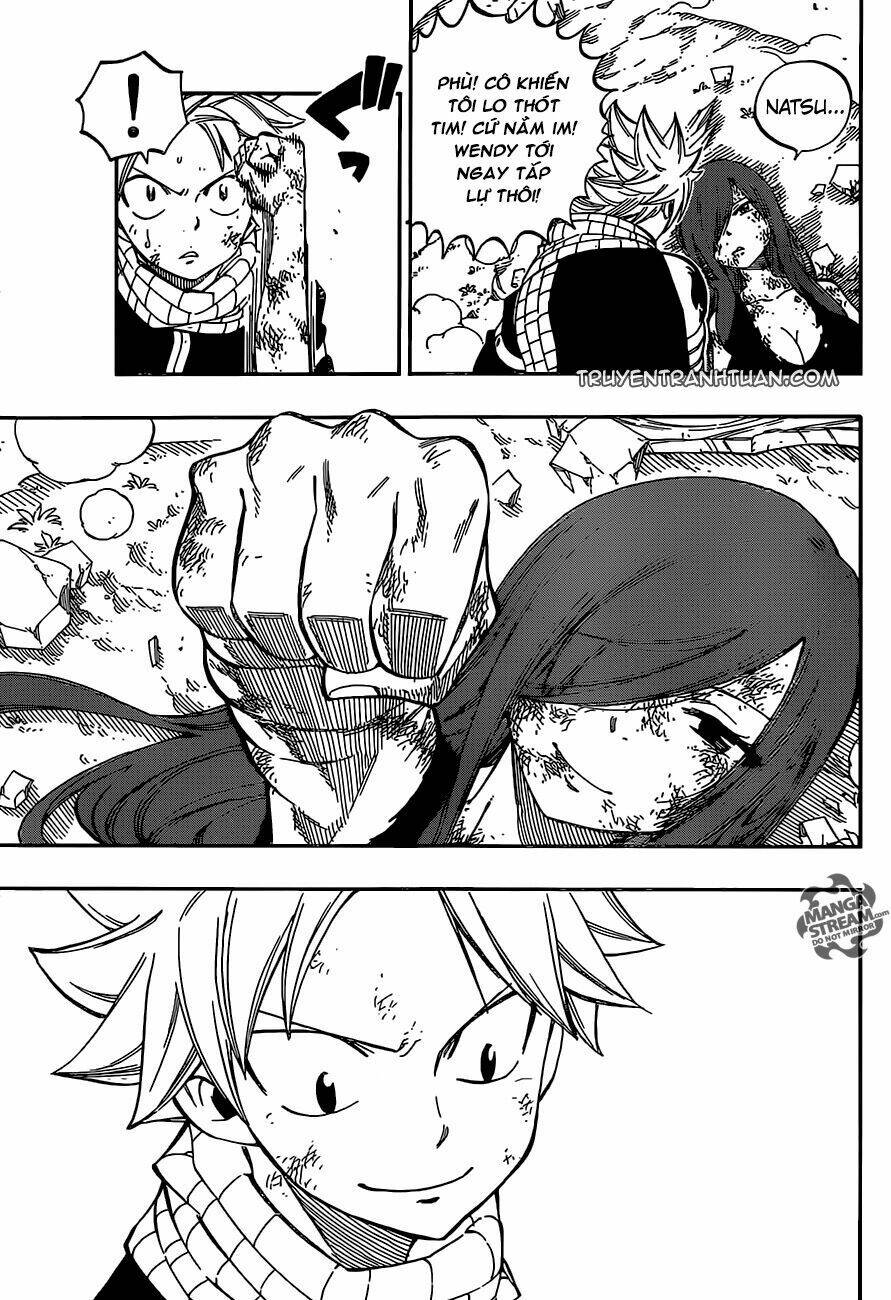 NATSU...
PHÙ! CÔ KHIẾN
TÔI LO THÓT
TIM! CỨ NẰM IM!
WENDY TỚI
NGAY TẮP
LỰ THÔI!
!
TRUYENTRANHTUAN.COM
MANGA
STREAM.com
DO NOT MIRROR